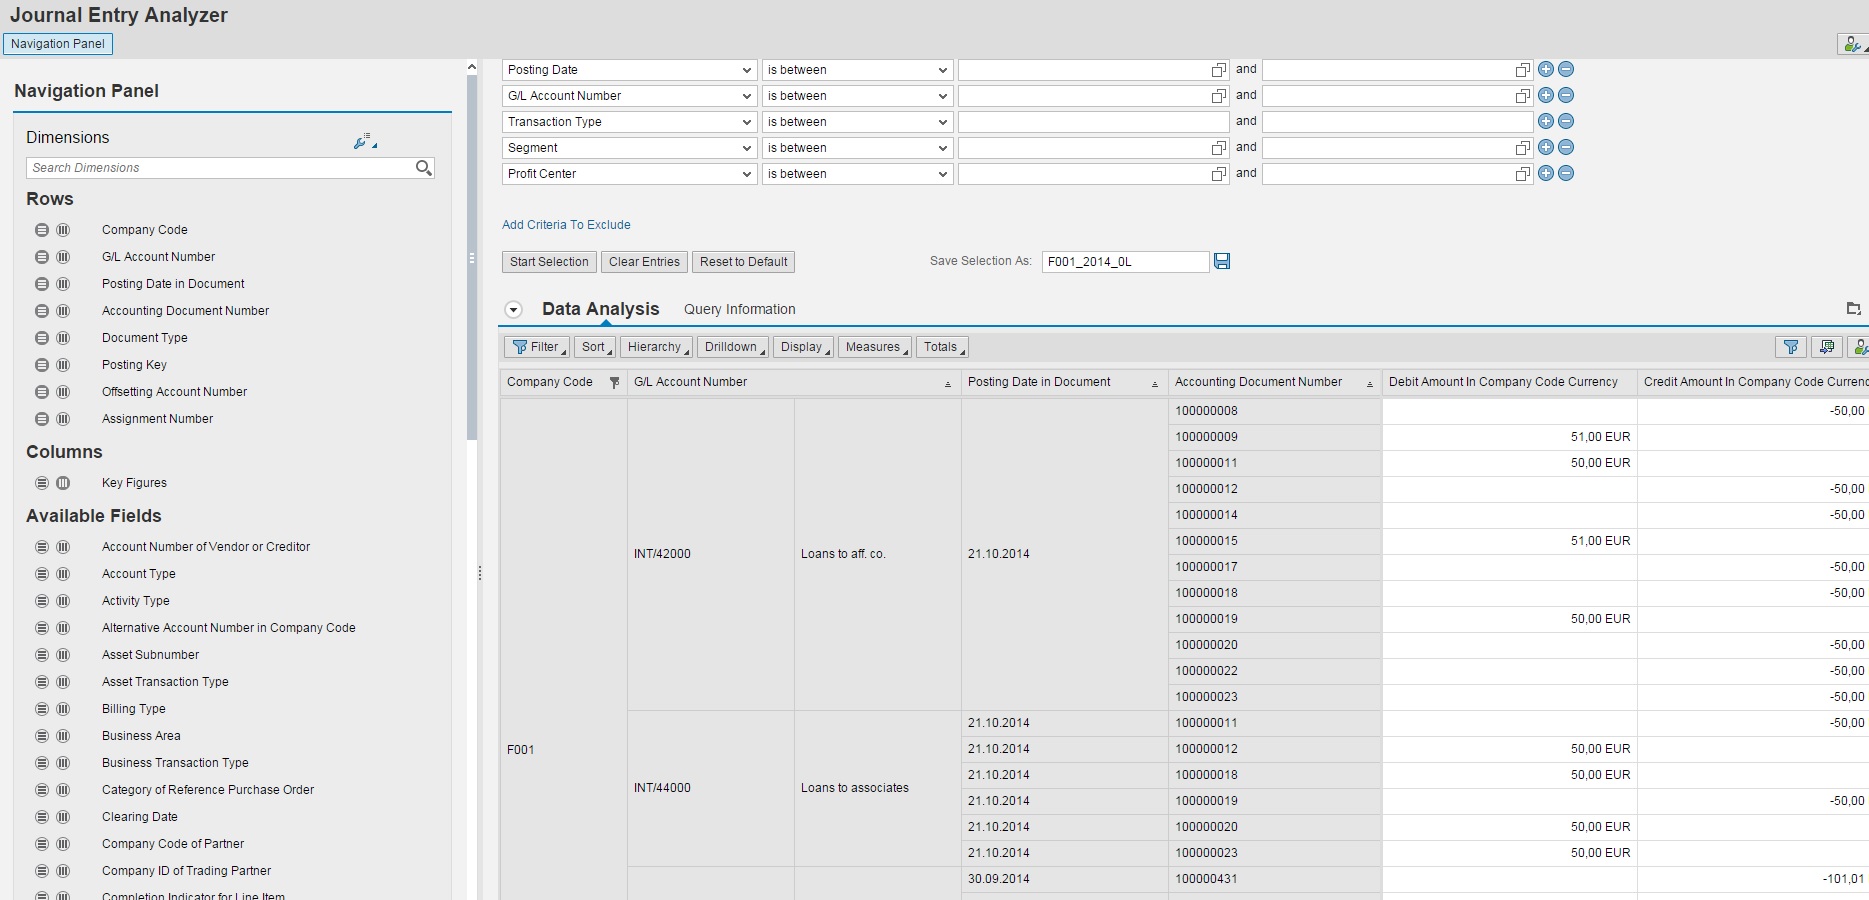 Journal Entry Analyzer
Navigation Panel
Navigation Panel
Dimensions
Search Dimensions
Rows
Company Code
G/L Account Number
Posting Date in Document
Accounting Document Number
Document Type
Posting Key
Offsetting Account Number
Assignment Number
Columns
Key Figures
Available Fields
Account Number of Vendor or Creditor
Account Type
Activity Type
Alternative Account Number in Company Code
Asset Subnumber
Asset Transaction Type
Billing Type
Business Area
Business Transaction Type
Category of Reference Purchase Order
Clearing Date
Company Code of Partner
Company ID of Trading Partner
Completion Indicator for Line Item
Posting Date is between and
G/L Account Number is between and
Transaction Type is between and
Segment is between and
Profit Center is between and
Add Criteria To Exclude
Start Selection Clear Entries Reset to Default Save Selection As: F001_2014_0L
Data Analysis Query Information
Filter Sort Hierarchy Drilldown Display Measures Totals
Company Code G/L Account Number Posting Date in Document Accounting Document Number Debit Amount In Company Code Currency Credit Amount In Company Code Currenc
100000008 -50,00
100000009 51,00 EUR
100000011 50,00 EUR
100000012 -50,00
100000014 -50,00
INT/42000 Loans to aff. co. 21.10.2014 100000015 51,00 EUR
100000017 -50,00
100000018 -50,00
100000019 50,00 EUR
100000020 -50,00
100000022 -50,00
100000023 -50,00
21.10.2014 100000011 -50,00
F001 21.10.2014 100000012 50,00 EUR
21.10.2014 100000018 50,00 EUR
INT/44000 Loans to associates 21.10.2014 100000019 -50,00
21.10.2014 100000020 50,00 EUR
21.10.2014 100000023 50,00 EUR
30.09.2014 100000431 -101,01